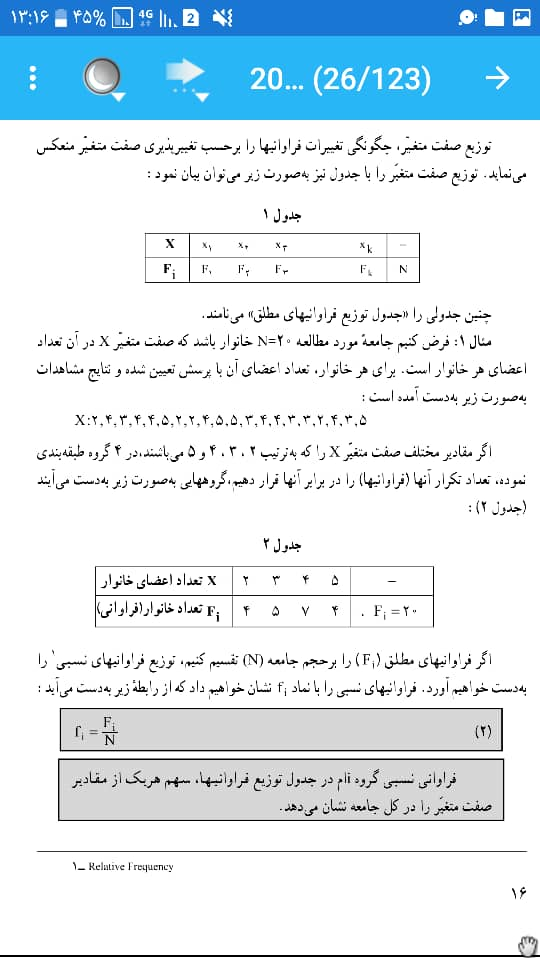 ۱۳:۱۶ ۴۵% 4G 2
20... (26/123)
توزیع صفت متغیّر، چگونگی تغییرات فراوانیها را برحسب تغییرپذیری صفت متغیّر منعکس
می‌نماید. توزیع صفت متغیّر را با جدول نیز به‌صورت زیر می‌توان بیان نمود :
جدول ۱
X x۱ x۲ x۳ xk –
Fi F۱ F۲ F۳ Fk N
چنین جدولی را «جدول توزیع فراوانیهای مطلق» می‌نامند.
مثال ۱: فرض کنیم جامعهٔ مورد مطالعه N=۲۰ خانوار باشد که صفت متغیّر X در آن تعداد
اعضای هر خانوار است. برای هر خانوار، تعداد اعضای آن با پرسش تعیین شده و نتایج مشاهدات
به‌صورت زیر به‌دست آمده است :
X:۲,۴,۳,۴,۴,۵,۲,۲,۴,۵,۵,۳,۴,۴,۳,۳,۲,۴,۳,۵
اگر مقادیر مختلف صفت متغیّر X را که به‌ترتیب ۲ ، ۳ ، ۴ و ۵ می‌باشند،در ۴ گروه طبقه‌بندی
نموده، تعداد تکرار آنها (فراوانیها) را در برابر آنها قرار دهیم،گروههایی به‌صورت زیر به‌دست می‌آیند
(جدول ۲) :
جدول ۲
X تعداد اعضای خانوار ۲ ۳ ۴ ۵ –
Fi تعداد خانوار(فراوانی) ۴ ۵ ۷ ۴ . Fi = ۲۰
اگر فراوانیهای مطلق (Fi) را برحجم جامعه (N) تقسیم کنیم، توزیع فراوانیهای نسبی۱ را
به‌دست خواهیم آورد. فراوانیهای نسبی را با نماد fi نشان خواهیم داد که از رابطهٔ زیر به‌دست می‌آید :
fi = Fi/N (۲)
فراوانی نسبی گروه iام در جدول توزیع فراوانیها، سهم هریک از مقادیر
صفت متغیّر را در کل جامعه نشان می‌دهد.
۱ــ Relative Frequency
۱۶